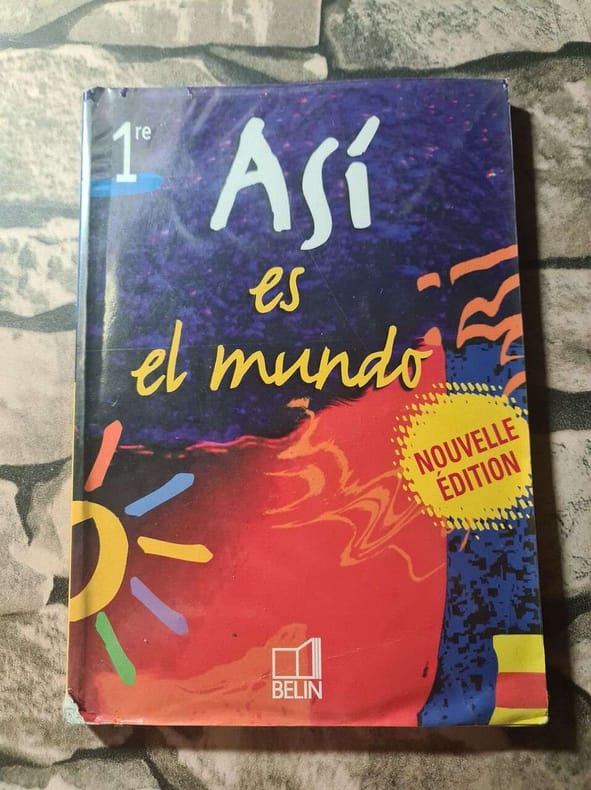 1re
Así
es
el mundo
NOUVELLE
ÉDITION
BELIN